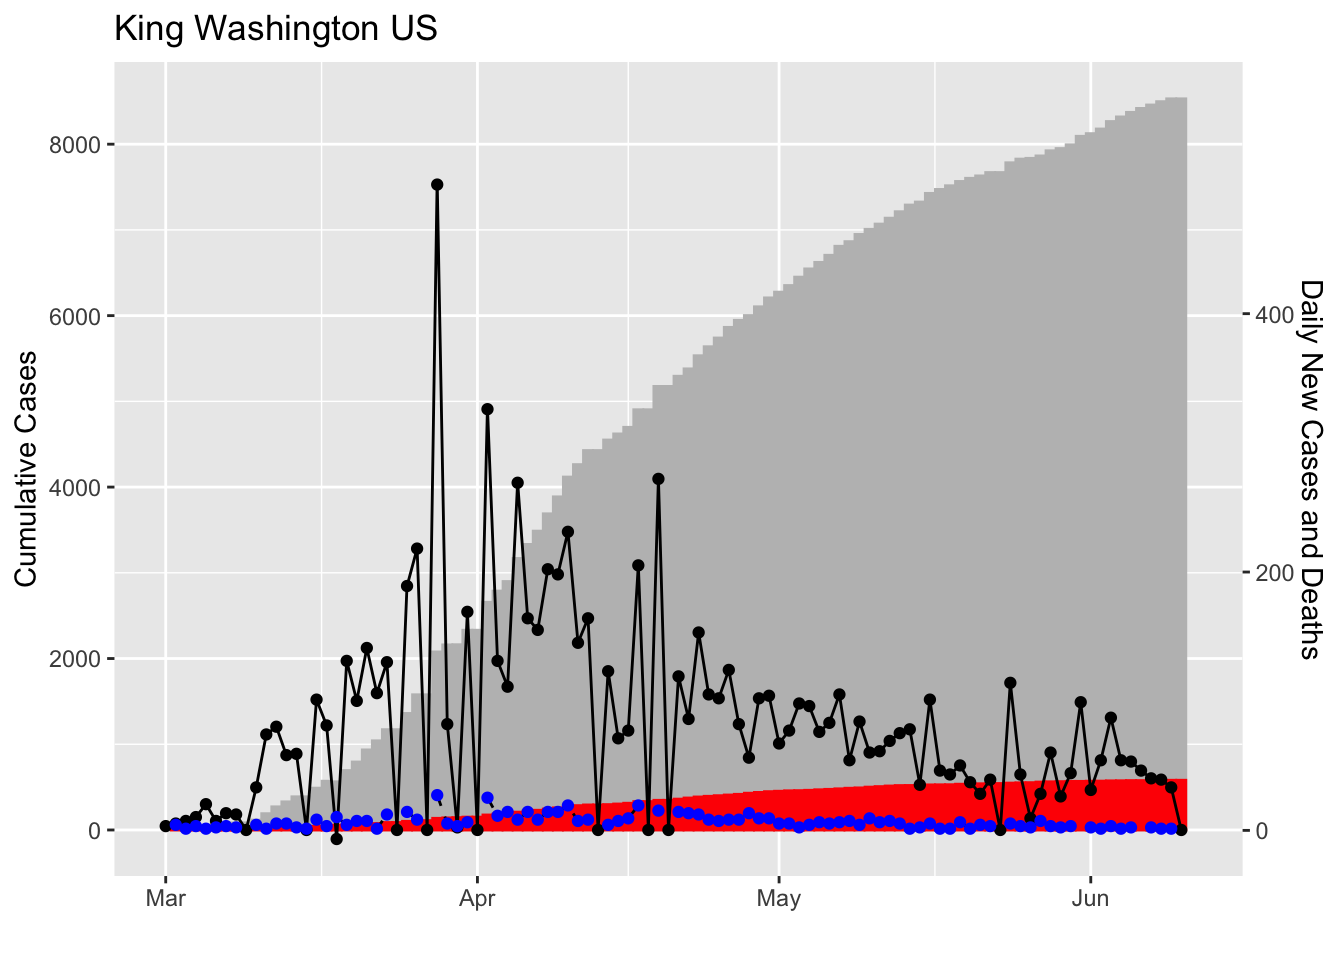 King Washington US
8000
6000
4000
2000
0
Cumulative Cases
400
200
0
Daily New Cases and Deaths
Mar
Apr
May
Jun